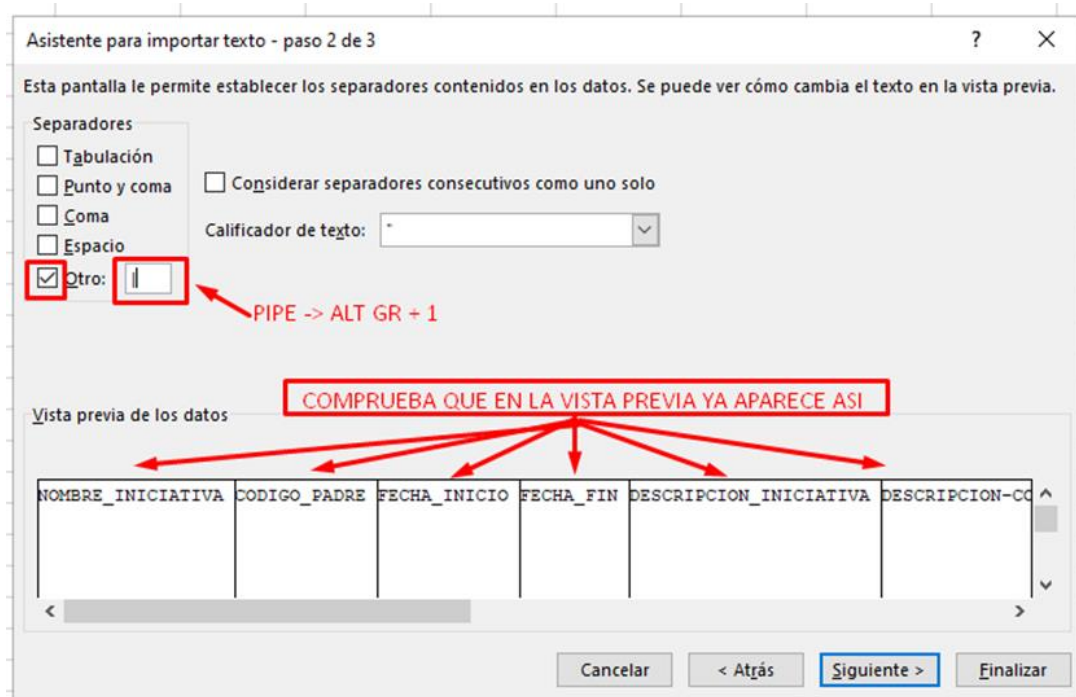 Asistente para importar texto - paso 2 de 3
? ×
Esta pantalla le permite establecer los separadores contenidos en los datos. Se puede ver cómo cambia el texto en la vista previa.
Separadores
Tabulación
Punto y coma
Considerar separadores consecutivos como uno solo
Coma
Calificador de texto: "
Espacio
Otro: |
PIPE -> ALT GR + 1
COMPRUEBA QUE EN LA VISTA PREVIA YA APARECE ASI
Vista previa de los datos
NOMBRE_INICIATIVA CODIGO_PADRE FECHA_INICIO FECHA_FIN DESCRIPCION_INICIATIVA DESCRIPCION-CO
Cancelar < Atrás Siguiente > Finalizar